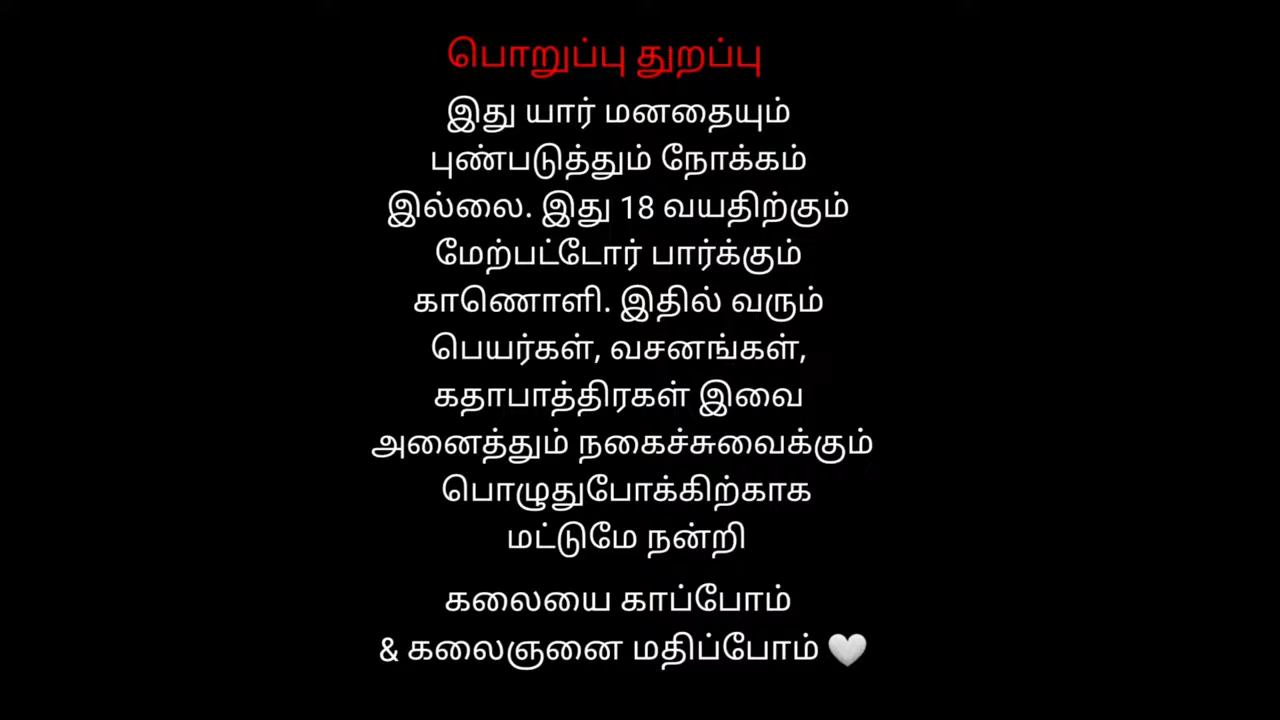 பொறுப்பு துறப்பு
இது யார் மனதையும்
புண்படுத்தும் நோக்கம்
இல்லை. இது 18 வயதிற்கும்
மேற்பட்டோர் பார்க்கும்
காணொளி. இதில் வரும்
பெயர்கள், வசனங்கள்,
கதாபாத்திரகள் இவை
அனைத்தும் நகைச்சுவைக்கும்
பொழுதுபோக்கிற்காக
மட்டுமே நன்றி
கலையை காப்போம்
& கலைஞனை மதிப்போம் 🤍